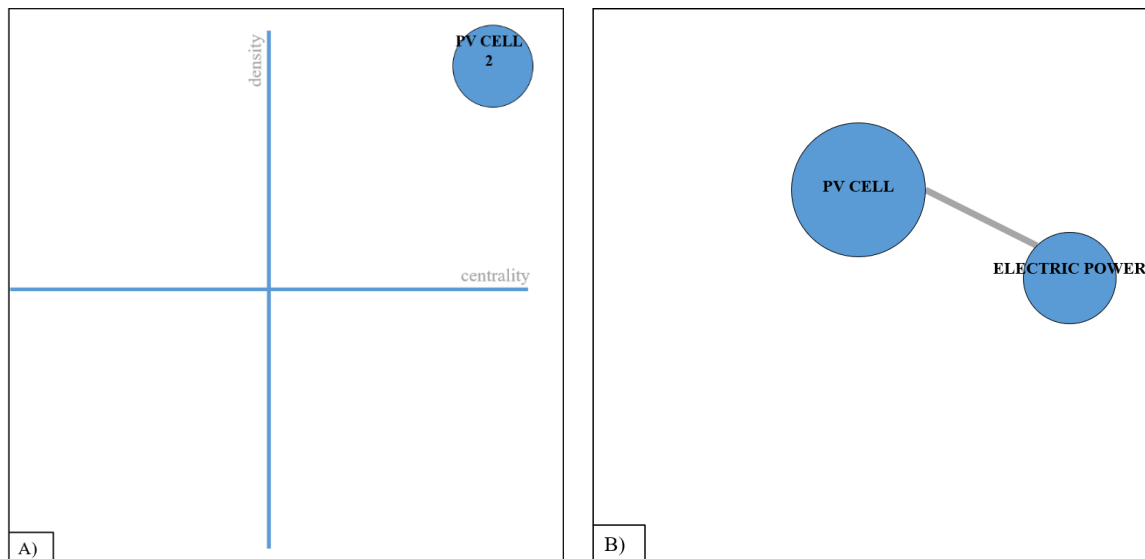 density
PV CELL
2
centrality
A)
PV CELL
ELECTRIC POWER
B)